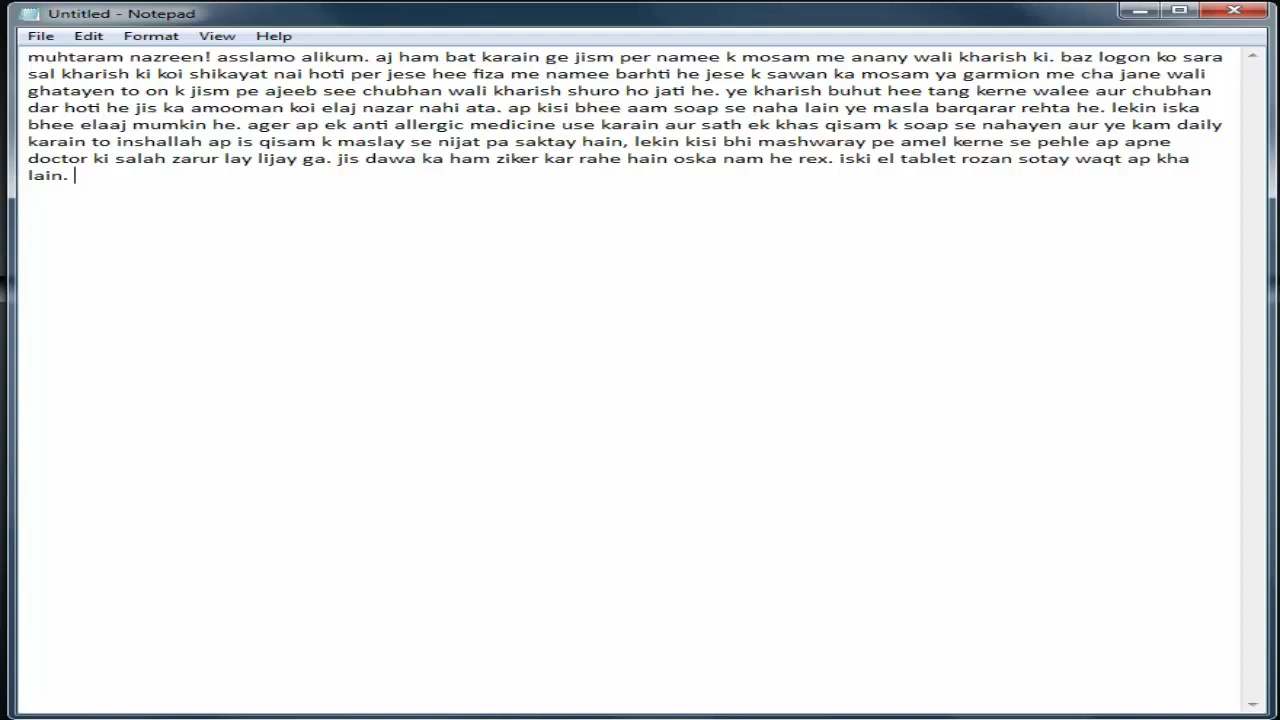 Untitled - Notepad
File Edit Format View Help
muhtaram nazreen! asslamo alikum. aj ham bat karain ge jism per namee k mosam me anany wali kharish ki. baz logon ko sara
sal kharish ki koi shikayat nai hoti per jese hee fiza me namee barhti he jese k sawan ka mosam ya garmion me cha jane wali
ghatayen to on k jism pe ajeeb see chubhan wali kharish shuro ho jati he. ye kharish buhut hee tang kerne walee aur chubhan
dar hoti he jis ka amooman koi elaj nazar nahi ata. ap kisi bhee aam soap se naha lain ye masla barqarar rehta he. lekin iska
bhee elaaj mumkin he. ager ap ek anti allergic medicine use karain aur sath ek khas qisam k soap se nahayen aur ye kam daily
karain to inshallah ap is qisam k maslay se nijat pa saktay hain, lekin kisi bhi mashwaray pe amel kerne se pehle ap apne
doctor ki salah zarur lay lijay ga. jis dawa ka ham ziker kar rahe hain oska nam he rex. iski el tablet rozan sotay waqt ap kha
lain.